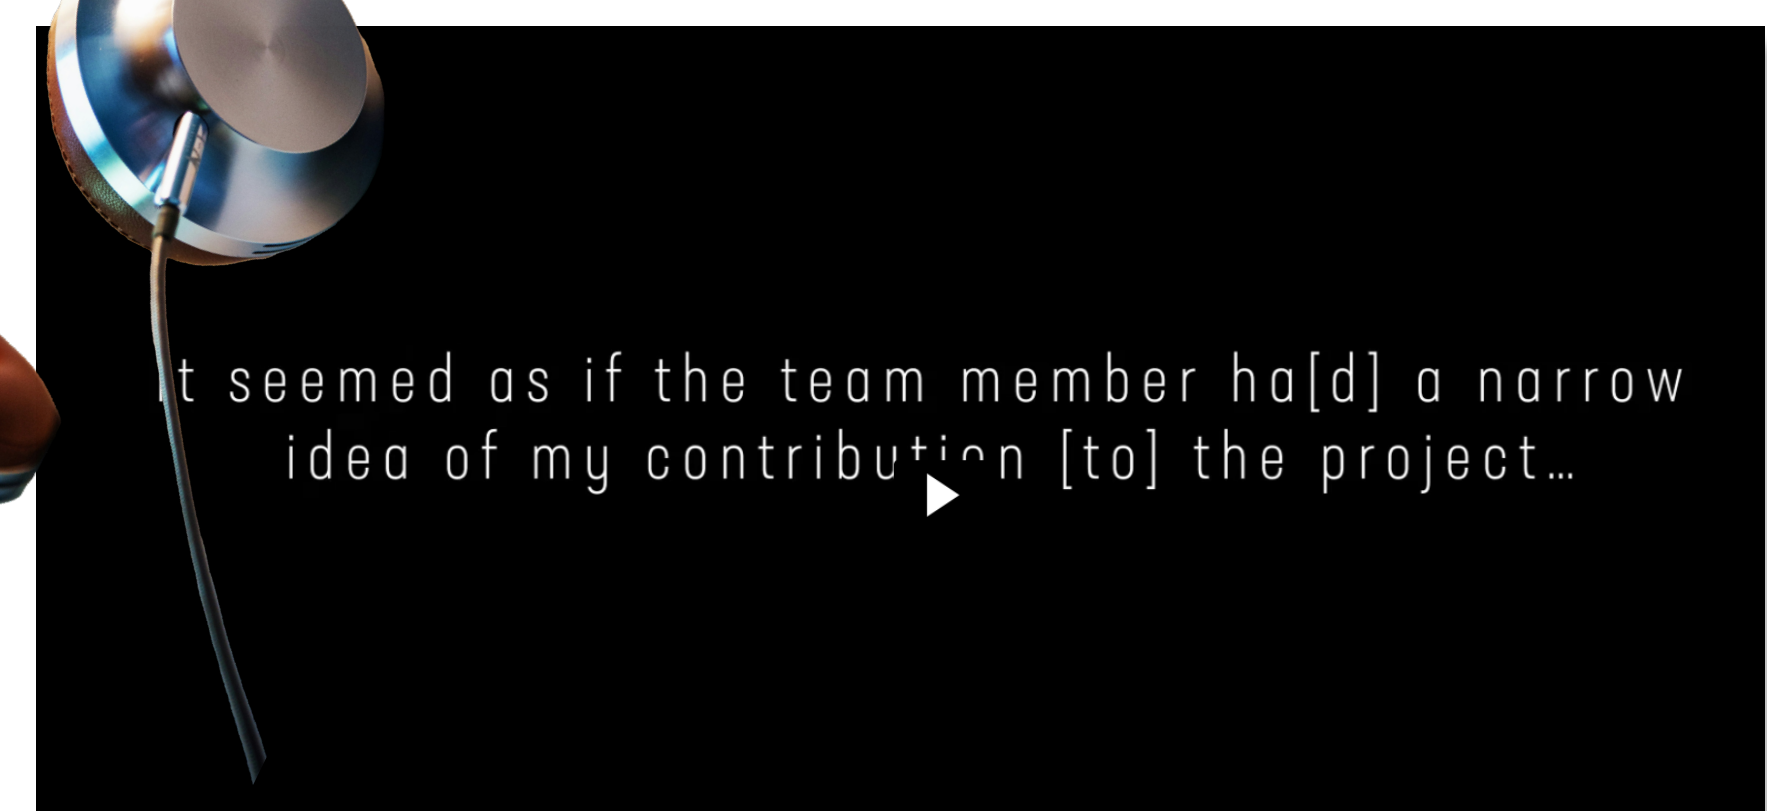 It seemed as if the team member ha[d] a narrow
idea of my contribution [to] the project…